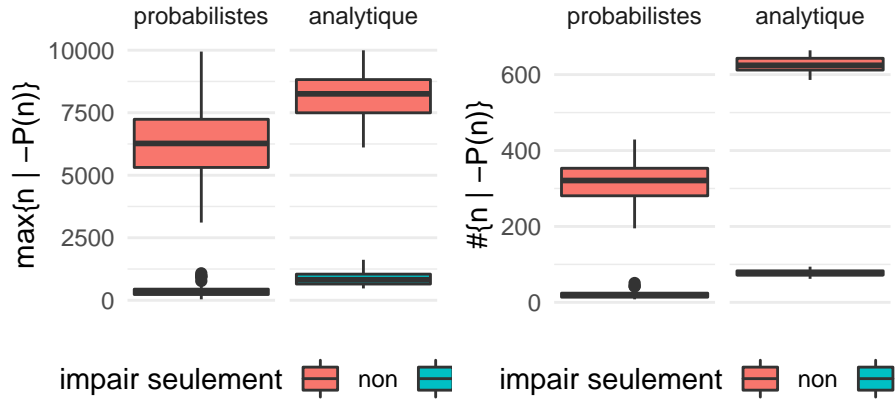 probabilistes analytique
max{n | −P(n)}
10000
7500
5000
2500
0
impair seulement non
probabilistes analytique
#{n | −P(n)}
600
400
200
0
impair seulement non